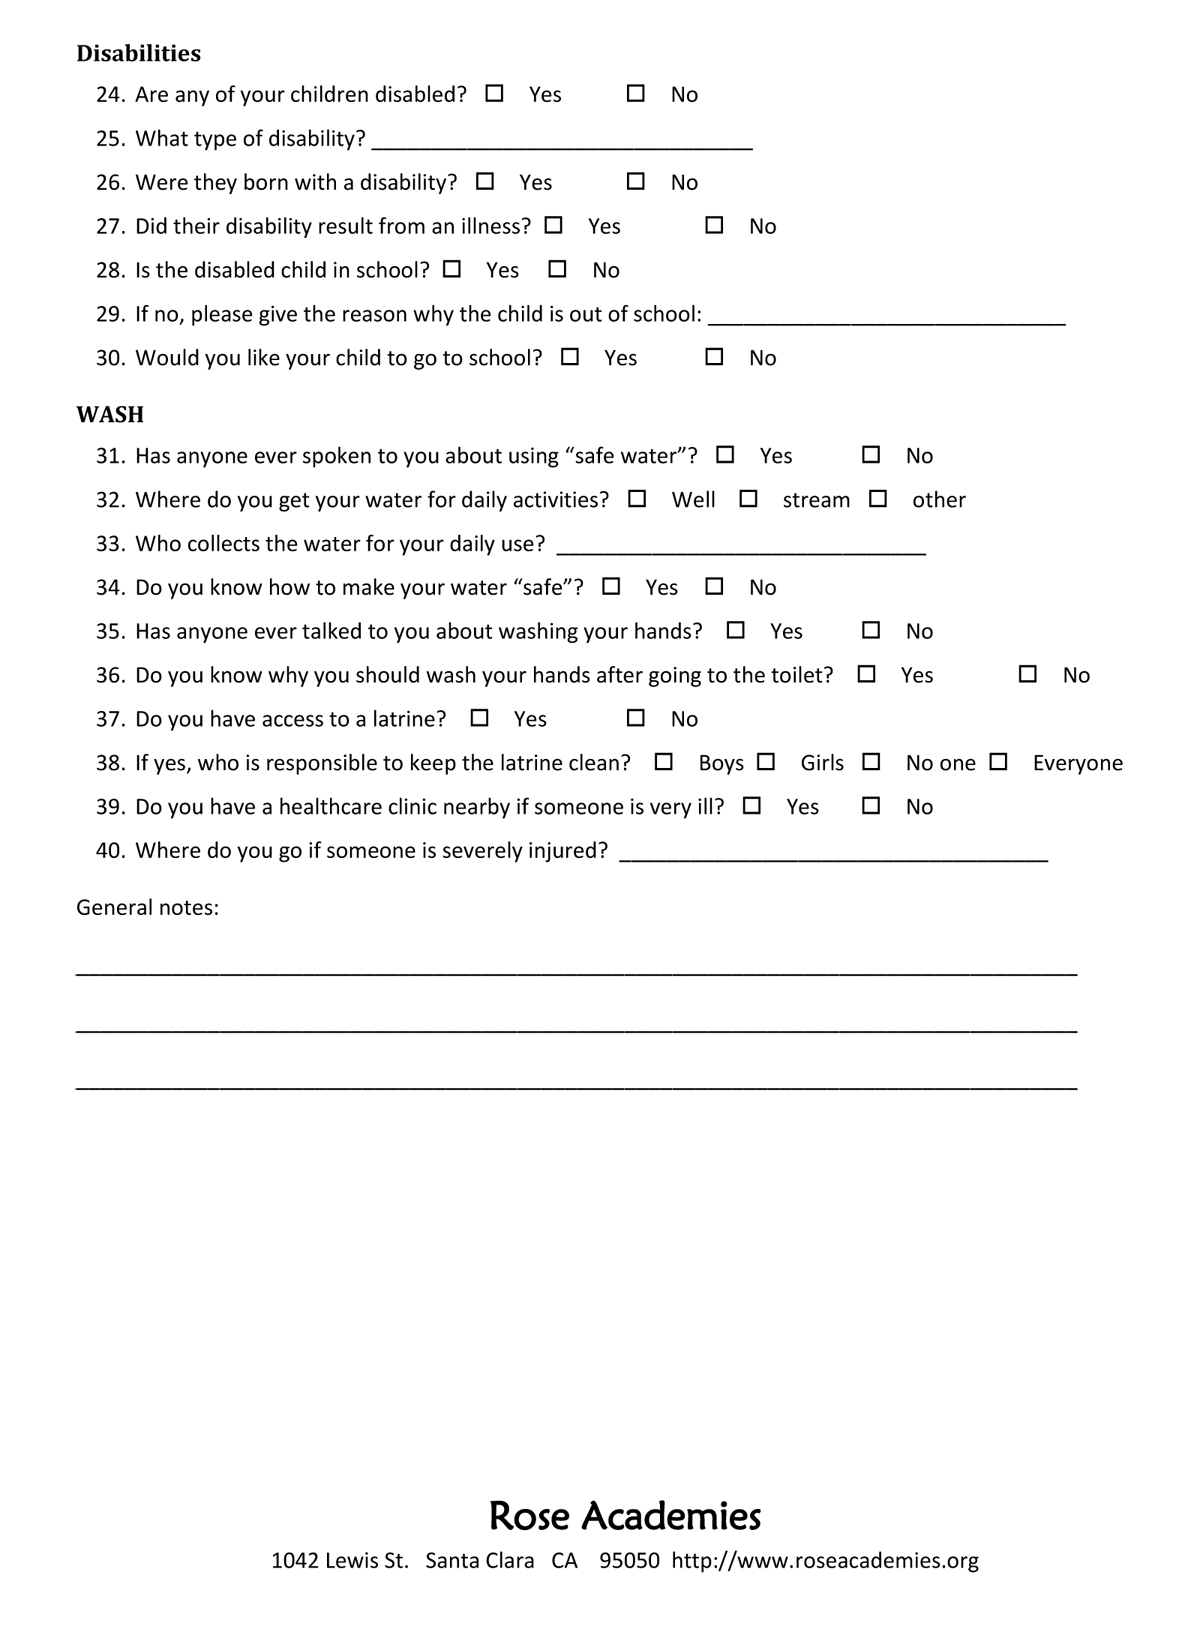 Disabilities
24. Are any of your children disabled? ☐ Yes ☐ No
25. What type of disability? ________________________________
26. Were they born with a disability? ☐ Yes ☐ No
27. Did their disability result from an illness? ☐ Yes ☐ No
28. Is the disabled child in school? ☐ Yes ☐ No
29. If no, please give the reason why the child is out of school: ______________________________
30. Would you like your child to go to school? ☐ Yes ☐ No
WASH
31. Has anyone ever spoken to you about using “safe water”? ☐ Yes ☐ No
32. Where do you get your water for daily activities? ☐ Well ☐ stream ☐ other
33. Who collects the water for your daily use? _______________________________
34. Do you know how to make your water “safe”? ☐ Yes ☐ No
35. Has anyone ever talked to you about washing your hands? ☐ Yes ☐ No
36. Do you know why you should wash your hands after going to the toilet? ☐ Yes ☐ No
37. Do you have access to a latrine? ☐ Yes ☐ No
38. If yes, who is responsible to keep the latrine clean? ☐ Boys ☐ Girls ☐ No one ☐ Everyone
39. Do you have a healthcare clinic nearby if someone is very ill? ☐ Yes ☐ No
40. Where do you go if someone is severely injured? ____________________________________
General notes:
____________________________________________________________________________________
____________________________________________________________________________________
____________________________________________________________________________________
Rose Academies
1042 Lewis St. Santa Clara CA 95050 http://www.roseacademies.org